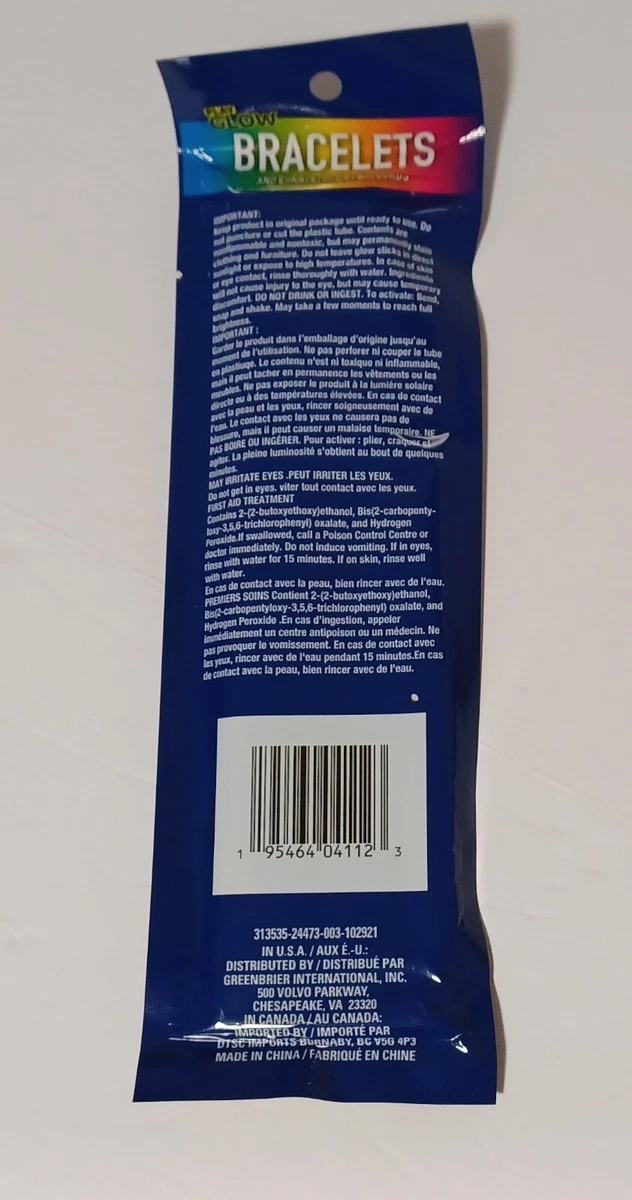 PLAY
GLOW
BRACELETS
IMPORTANT:
Keep product in original package until ready to use. Do
not puncture or cut the plastic tube. Contents are
nonflammable and nontoxic, but may permanently stain
clothing and furniture. Do not leave glow sticks in direct
sunlight or expose to high temperatures. In case of skin
or eye contact, rinse thoroughly with water. Ingredients
will not cause injury to the eye, but may cause temporary
discomfort. DO NOT DRINK OR INGEST. To activate: Bend,
snap and shake. May take a few moments to reach full
brightness.
IMPORTANT :
Garder le produit dans l'emballage d'origine jusqu'au
moment de l'utilisation. Ne pas perforer ni couper le tube
en plastiuqe. Le contenu n'est ni toxique ni inflammable,
mais il peut tacher en permanence les vêtements ou les
meubles. Ne pas exposer le produit à la lumière solaire
directe ou à des températures élevées. En cas de contact
avec la peau et les yeux, rincer soigneusement avec de
l'eau. Le contact avec les yeux ne causera pas de
blessure, mais il peut causer un malaise temporaire. NE
PAS BOIRE OU INGÉRER. Pour activer : plier, craquer et
agiter. La pleine luminosité s'obtient au bout de quelques
minutes.
MAY IRRITATE EYES .PEUT IRRITER LES YEUX.
Do not get in eyes. viter tout contact avec les yeux.
FIRST AID TREATMENT
Contains 2-(2-butoxyethoxy)ethanol, Bis(2-carbopenty-
loxy-3,5,6-trichlorophenyl) oxalate, and Hydrogen
Peroxide.If swallowed, call a Poison Control Centre or
doctor immediately. Do not induce vomiting. If in eyes,
rinse with water for 15 minutes. If on skin, rinse well
with water.
En cas de contact avec la peau, bien rincer avec de l'eau.
PREMIERS SOINS Contient 2-(2-butoxyethoxy)ethanol,
Bis(2-carbopentyloxy-3,5,6-trichlorophenyl) oxalate, and
Hydrogen Peroxide .En cas d'ingestion, appeler
immédiatement un centre antipoison ou un médecin. Ne
pas provoquer le vomissement. En cas de contact avec
les yeux, rincer avec de l'eau pendant 15 minutes.En cas
de contact avec la peau, bien rincer avec de l'eau.
1 95464 04112 3
313535-24473-003-102921
IN U.S.A. / AUX É.-U.:
DISTRIBUTED BY / DISTRIBUÉ PAR
GREENBRIER INTERNATIONAL, INC.
500 VOLVO PARKWAY,
CHESAPEAKE, VA 23320
IN CANADA / AU CANADA:
IMPORTED BY / IMPORTÉ PAR
DTSC IMPORTS BURNABY, BC V5G 4P3
MADE IN CHINA / FABRIQUÉ EN CHINE